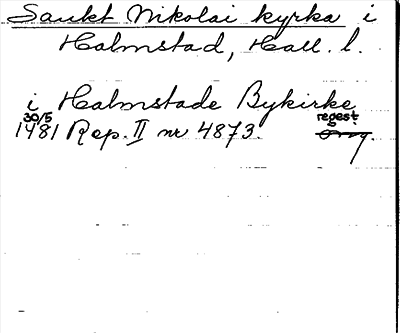 Sankt Nikolai kyrka i
Halmstad, Hall. l.
i Halmstade Bykirke
30/5
1481 Rep. II nr 4873. regest
Orig.